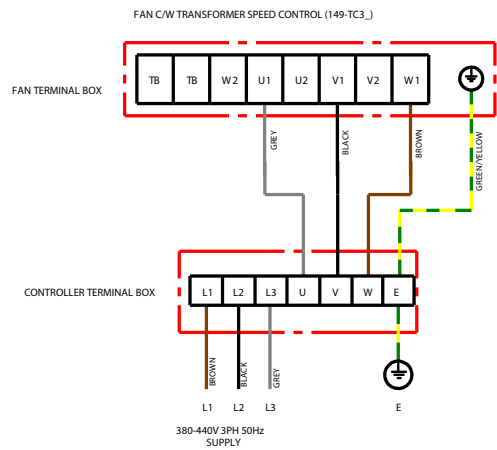 FAN C/W TRANSFORMER SPEED CONTROL (149-TC3_)
FAN TERMINAL BOX
TB TB W2 U1 U2 V1 V2 W1
GREY
BLACK
BROWN
GREEN/YELLOW
CONTROLLER TERMINAL BOX
L1 L2 L3 U V W E
BROWN
BLACK
GREY
L1 L2 L3 E
380-440V 3PH 50Hz
SUPPLY